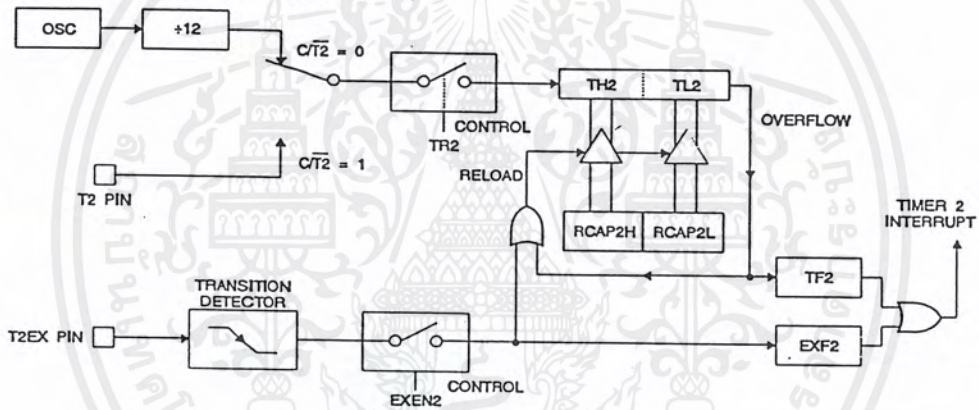 OSC
÷12
C/T2̅ = 0
TH2
TL2
OVERFLOW
CONTROL
TR2
C/T2̅ = 1
T2 PIN
RELOAD
RCAP2H
RCAP2L
TIMER 2
INTERRUPT
TRANSITION
DETECTOR
TF2
T2EX PIN
EXF2
CONTROL
EXEN2